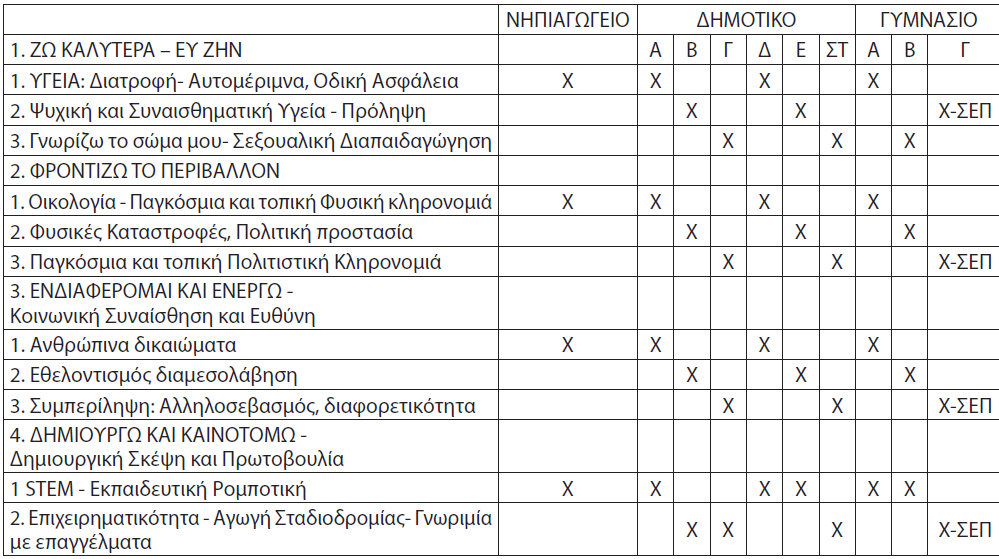 ΝΗΠΙΑΓΩΓΕΙΟ ΔΗΜΟΤΙΚΟ ΓΥΜΝΑΣΙΟ
1. ΖΩ ΚΑΛΥΤΕΡΑ – ΕΥ ΖΗΝ Α Β Γ Δ Ε ΣΤ Α Β Γ
1. ΥΓΕΙΑ: Διατροφή- Αυτομέριμνα, Οδική Ασφάλεια Χ Χ Χ Χ
2. Ψυχική και Συναισθηματική Υγεία - Πρόληψη Χ Χ Χ-ΣΕΠ
3. Γνωρίζω το σώμα μου- Σεξουαλική Διαπαιδαγώγηση Χ Χ Χ
2. ΦΡΟΝΤΙΖΩ ΤΟ ΠΕΡΙΒΑΛΛΟΝ
1. Οικολογία - Παγκόσμια και τοπική Φυσική κληρονομιά Χ Χ Χ Χ
2. Φυσικές Καταστροφές, Πολιτική προστασία Χ Χ Χ
3. Παγκόσμια και τοπική Πολιτιστική Κληρονομιά Χ Χ Χ-ΣΕΠ
3. ΕΝΔΙΑΦΕΡΟΜΑΙ ΚΑΙ ΕΝΕΡΓΩ -
Κοινωνική Συναίσθηση και Ευθύνη
1. Ανθρώπινα δικαιώματα Χ Χ Χ Χ
2. Εθελοντισμός διαμεσολάβηση Χ Χ Χ
3. Συμπερίληψη: Αλληλοσεβασμός, διαφορετικότητα Χ Χ Χ-ΣΕΠ
4. ΔΗΜΙΟΥΡΓΩ ΚΑΙ ΚΑΙΝΟΤΟΜΩ -
Δημιουργική Σκέψη και Πρωτοβουλία
1 STEM - Εκπαιδευτική Ρομποτική Χ Χ Χ Χ Χ Χ
2. Επιχειρηματικότητα - Αγωγή Σταδιοδρομίας- Γνωριμία
με επαγγέλματα Χ Χ Χ Χ-ΣΕΠ